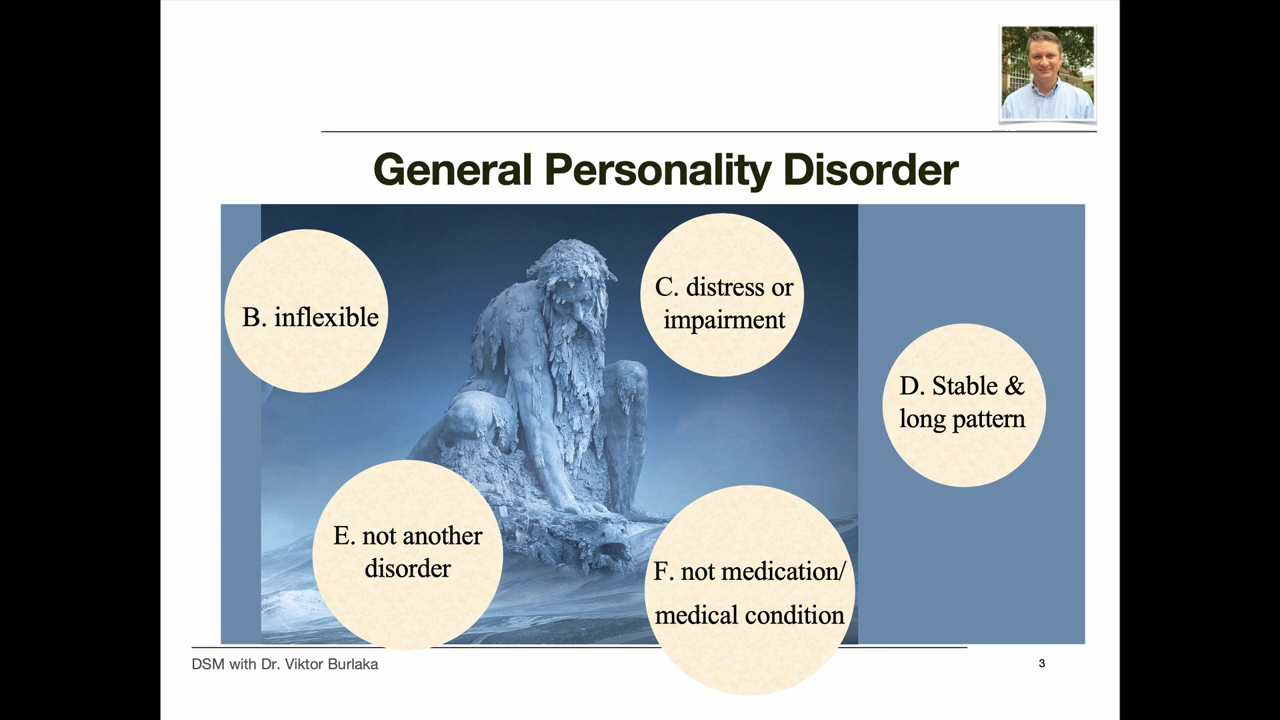 General Personality Disorder
B. inflexible
C. distress or
impairment
D. Stable &
long pattern
E. not another
disorder
F. not medication/
medical condition
DSM with Dr. Viktor Burlaka
3